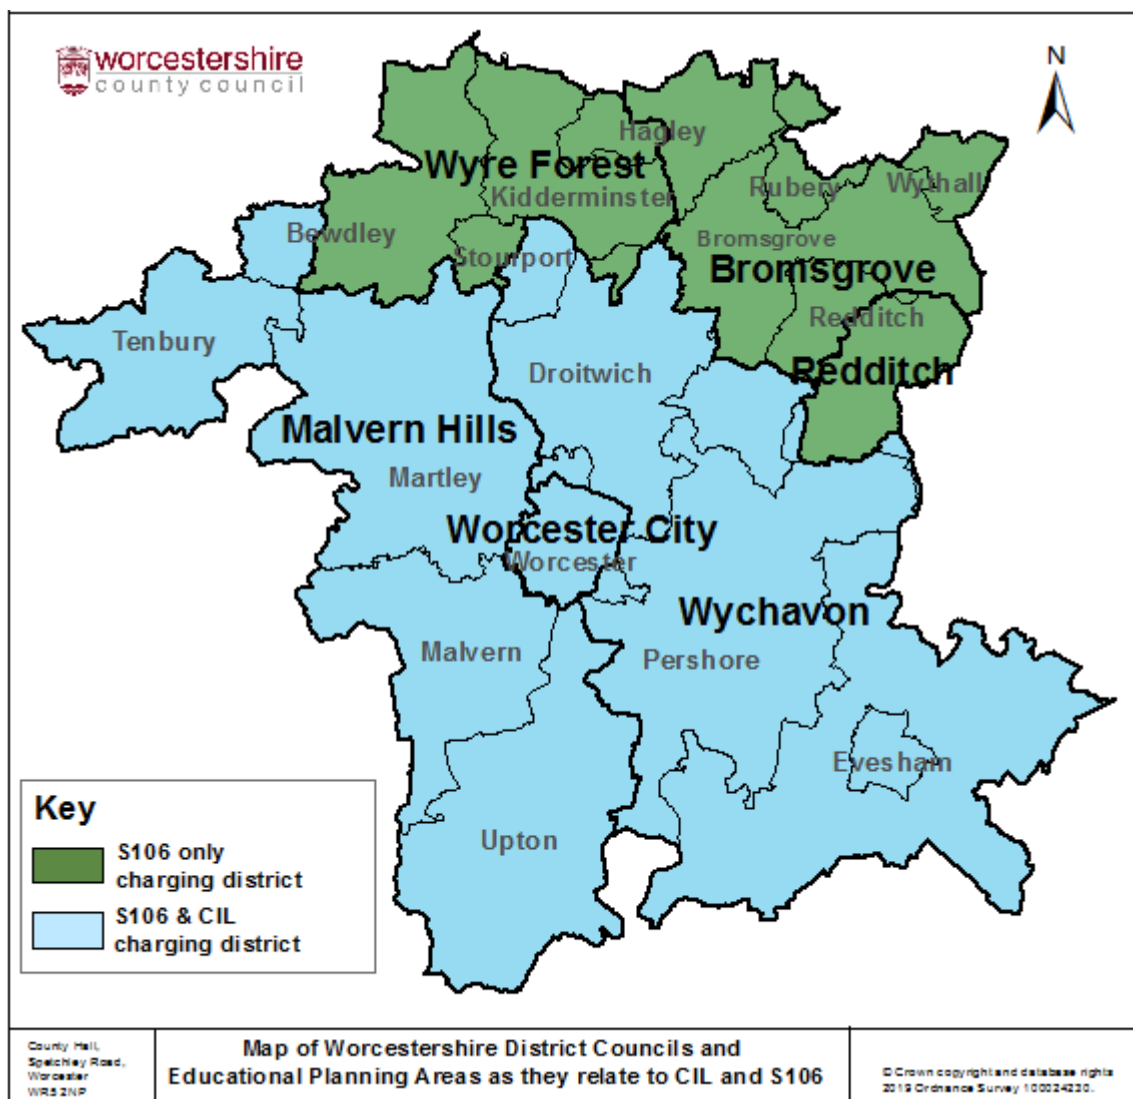 worcestershire
county council
N
Hagley
Wyre Forest
Kidderminster
Rubery
Wythall
Bewdley
Stourport
Bromsgrove
Bromsgrove
Tenbury
Redditch
Redditch
Droitwich
Malvern Hills
Martley
Worcester City
Worcester
Wychavon
Malvern
Pershore
Evesham
Upton
Key
S106 only
charging district
S106 & CIL
charging district
County Hall,
Spetchley Road,
Worcester
WR5 2NP
Map of Worcestershire District Councils and
Educational Planning Areas as they relate to CIL and S106
© Crown copyright and database rights
2019 Ordnance Survey 100024230.